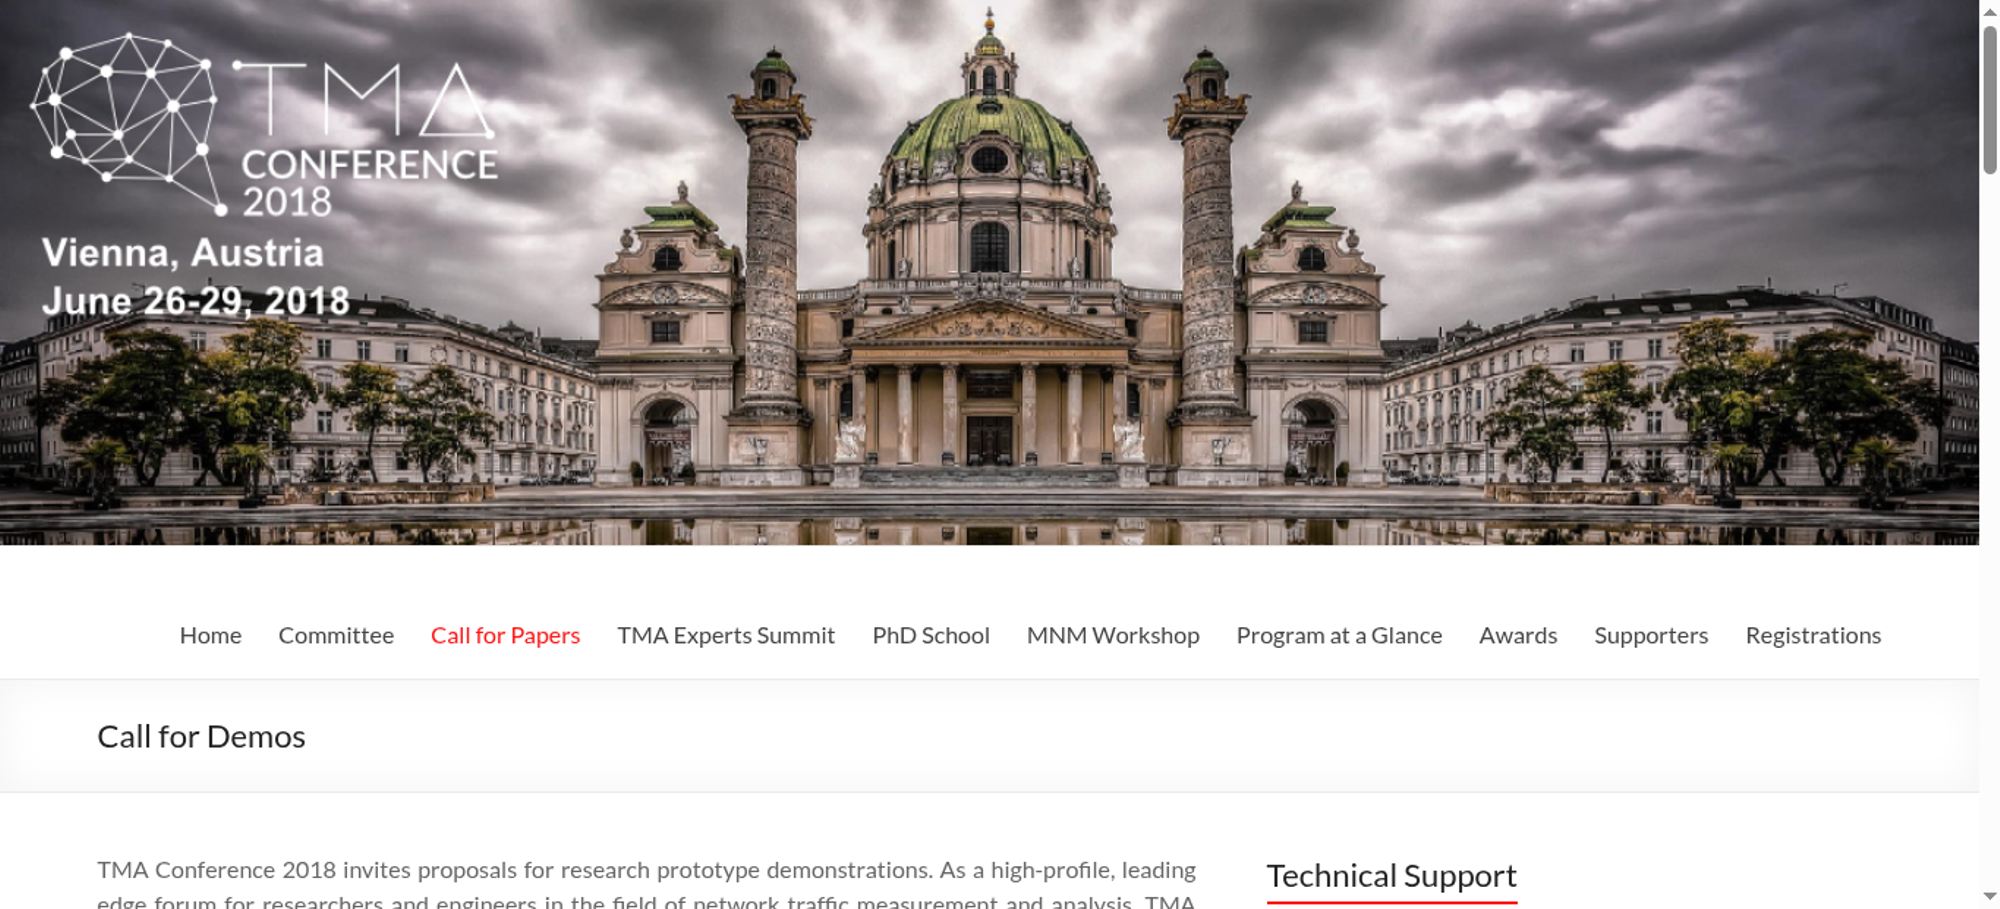 TMA
CONFERENCE
2018
Vienna, Austria
June 26-29, 2018
Home Committee Call for Papers TMA Experts Summit PhD School MNM Workshop Program at a Glance Awards Supporters Registrations
Call for Demos
TMA Conference 2018 invites proposals for research prototype demonstrations. As a high-profile, leading
edge forum for researchers and engineers in the field of network traffic measurement and analysis, TMA
Technical Support